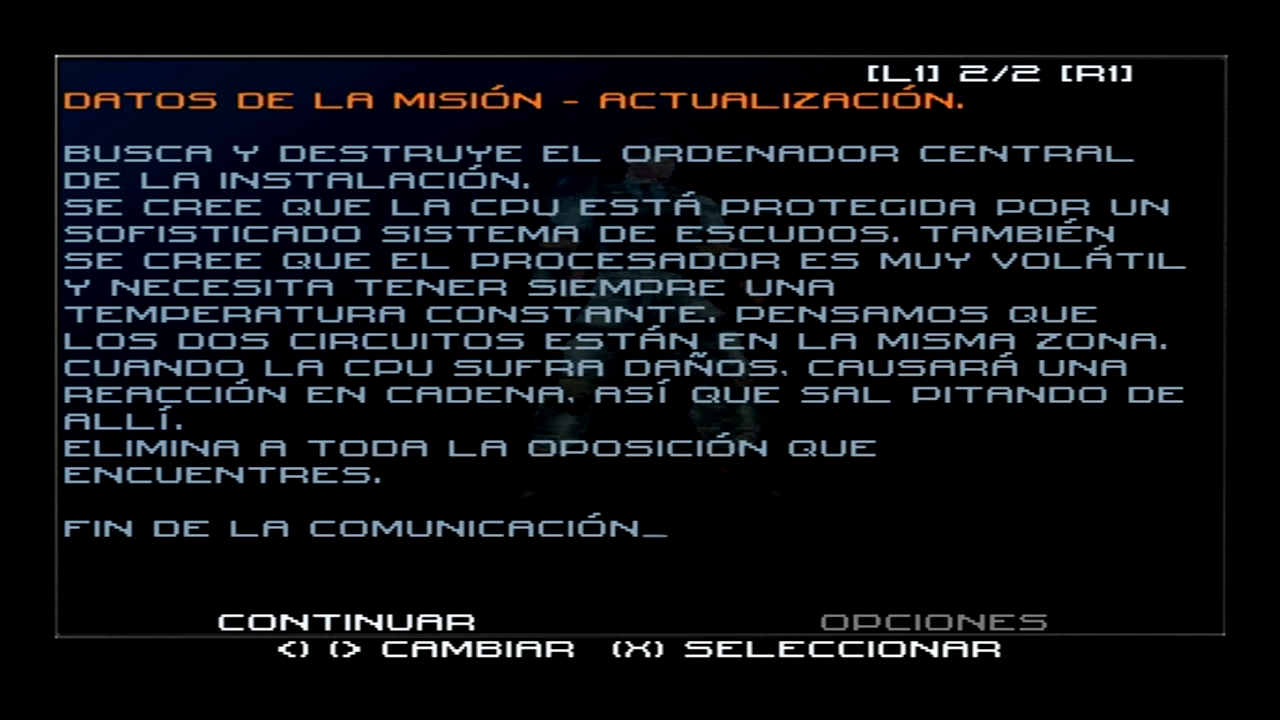 [L1] 2/2 [R1]
DATOS DE LA MISIÓN - ACTUALIZACIÓN.
BUSCA Y DESTRUYE EL ORDENADOR CENTRAL
DE LA INSTALACIÓN.
SE CREE QUE LA CPU ESTÁ PROTEGIDA POR UN
SOFISTICADO SISTEMA DE ESCUDOS. TAMBIÉN
SE CREE QUE EL PROCESADOR ES MUY VOLÁTIL
Y NECESITA TENER SIEMPRE UNA
TEMPERATURA CONSTANTE. PENSAMOS QUE
LOS DOS CIRCUITOS ESTÁN EN LA MISMA ZONA.
CUANDO LA CPU SUFRA DAÑOS, CAUSARÁ UNA
REACCIÓN EN CADENA, ASÍ QUE SAL PITANDO DE
ALLÍ.
ELIMINA A TODA LA OPOSICIÓN QUE
ENCUENTRES.
FIN DE LA COMUNICACIÓN_
CONTINUAR OPCIONES
<) (> CAMBIAR (X) SELECCIONAR